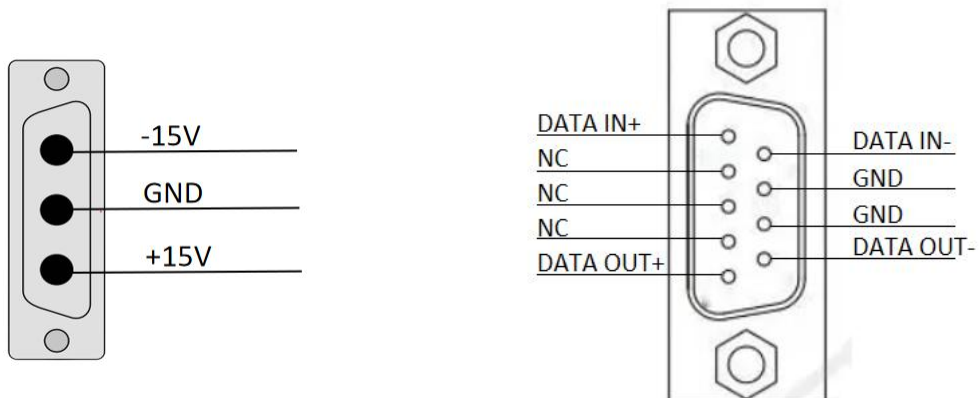 -15V
GND
+15V
DATA IN+
NC
NC
NC
DATA OUT+
DATA IN-
GND
GND
DATA OUT-